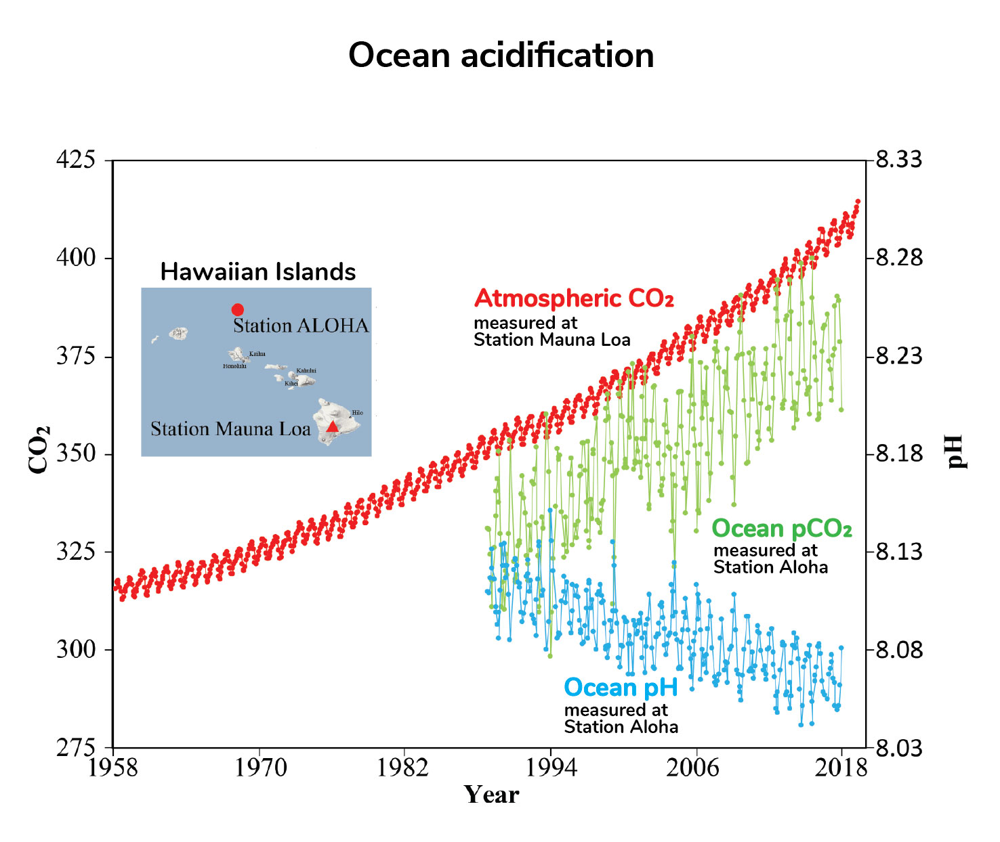 Ocean acidification
425
400
375
350
325
300
275
CO₂
8.33
8.28
8.23
8.18
8.13
8.08
8.03
pH
Hawaiian Islands
Station ALOHA
Kailua
Honolulu
Kahului
Kihei
Hilo
Station Mauna Loa
Atmospheric CO₂
measured at
Station Mauna Loa
Ocean pCO₂
measured at
Station Aloha
Ocean pH
measured at
Station Aloha
1958 1970 1982 1994 2006 2018
Year